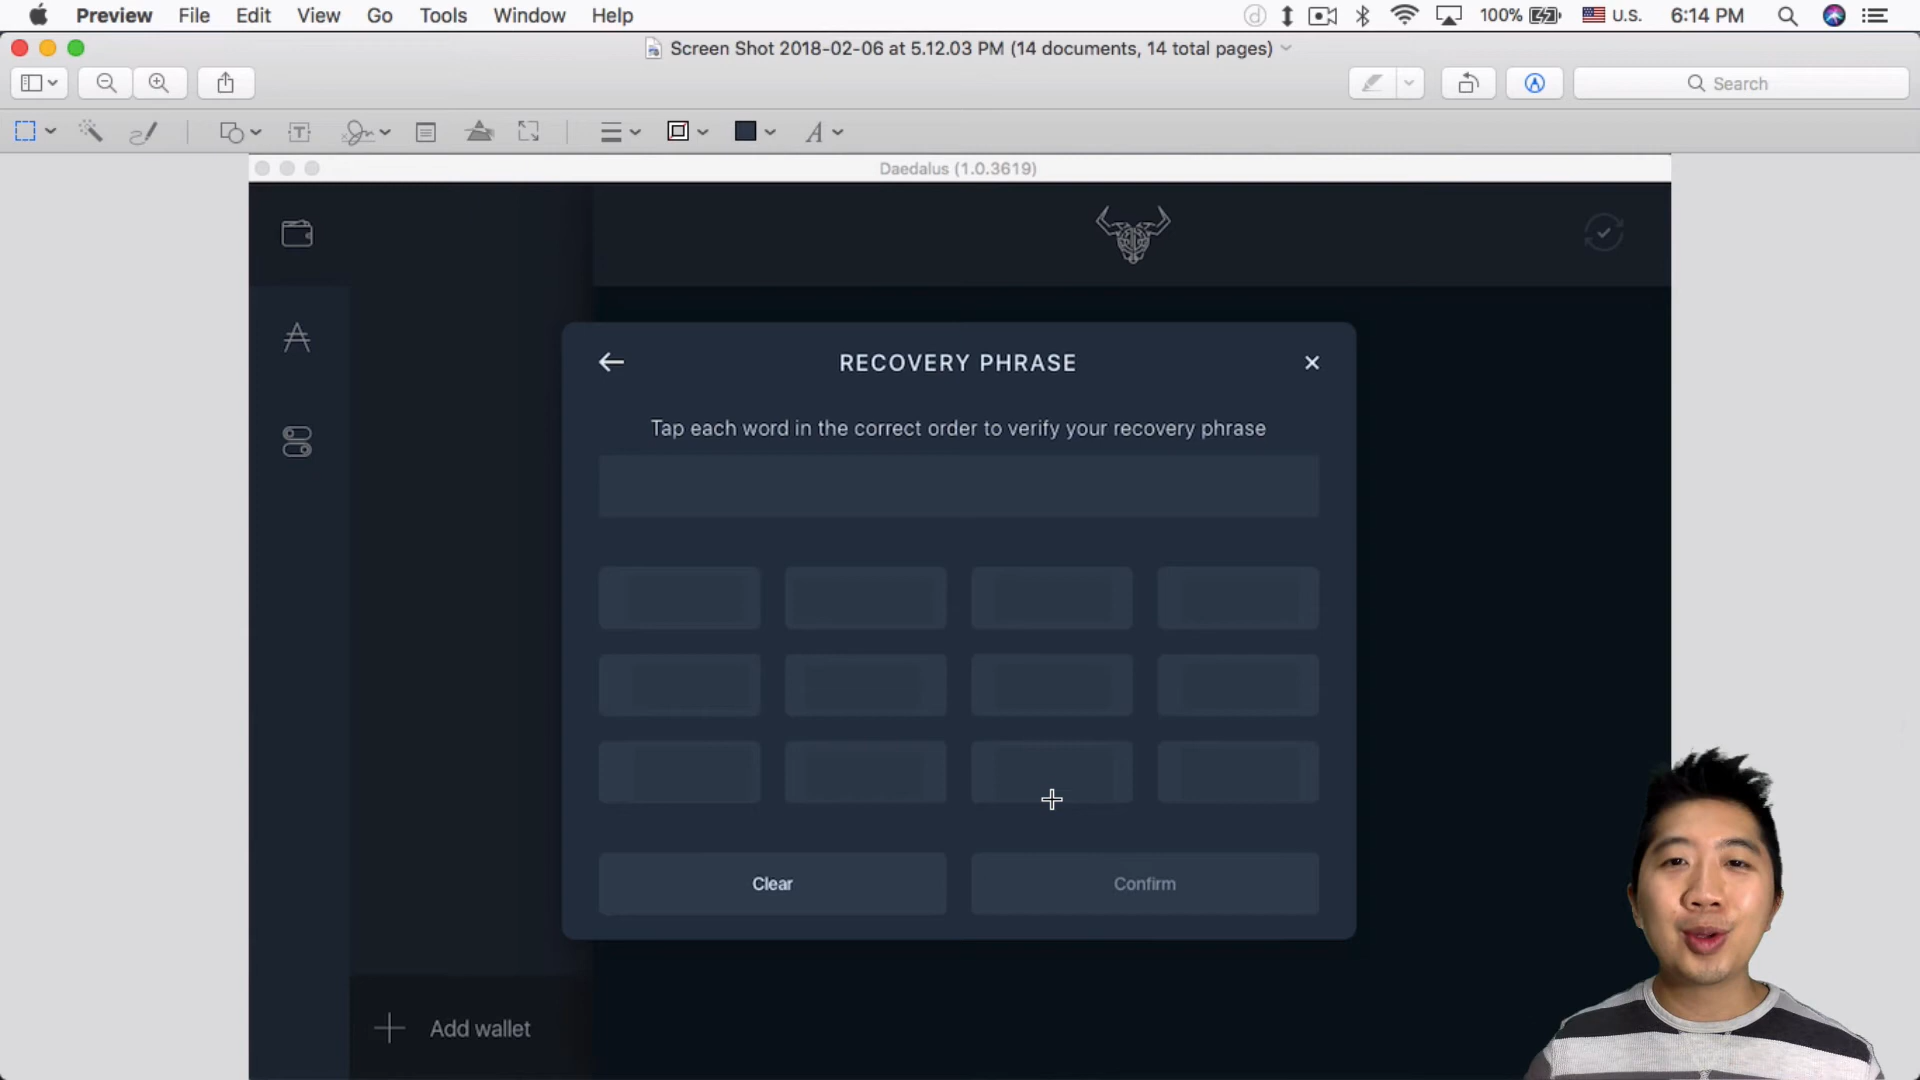 Preview File Edit View Go Tools Window Help 100% U.S. 6:14 PM
Screen Shot 2018-02-06 at 5.12.03 PM (14 documents, 14 total pages)
Search
Daedalus (1.0.3619)
RECOVERY PHRASE
Tap each word in the correct order to verify your recovery phrase
Clear Confirm
Add wallet